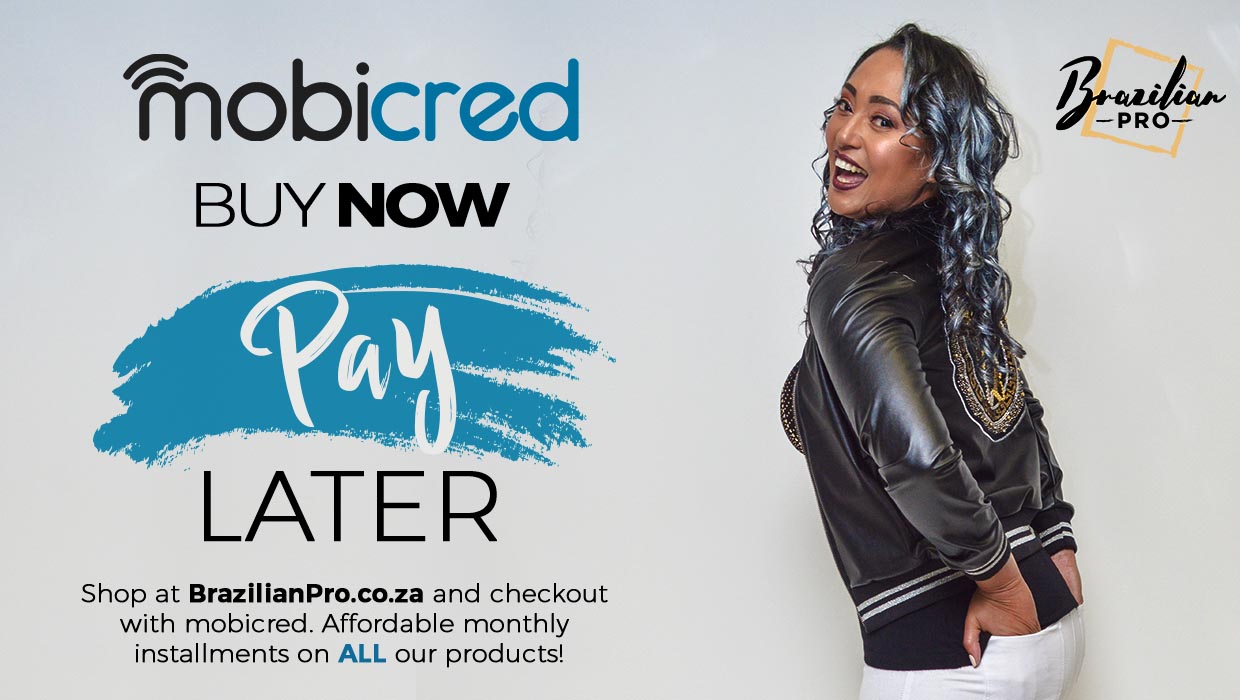 mobicred
BUY NOW
Pay
LATER
Shop at BrazilianPro.co.za and checkout
with mobicred. Affordable monthly
installments on ALL our products!
Brazilian
PRO